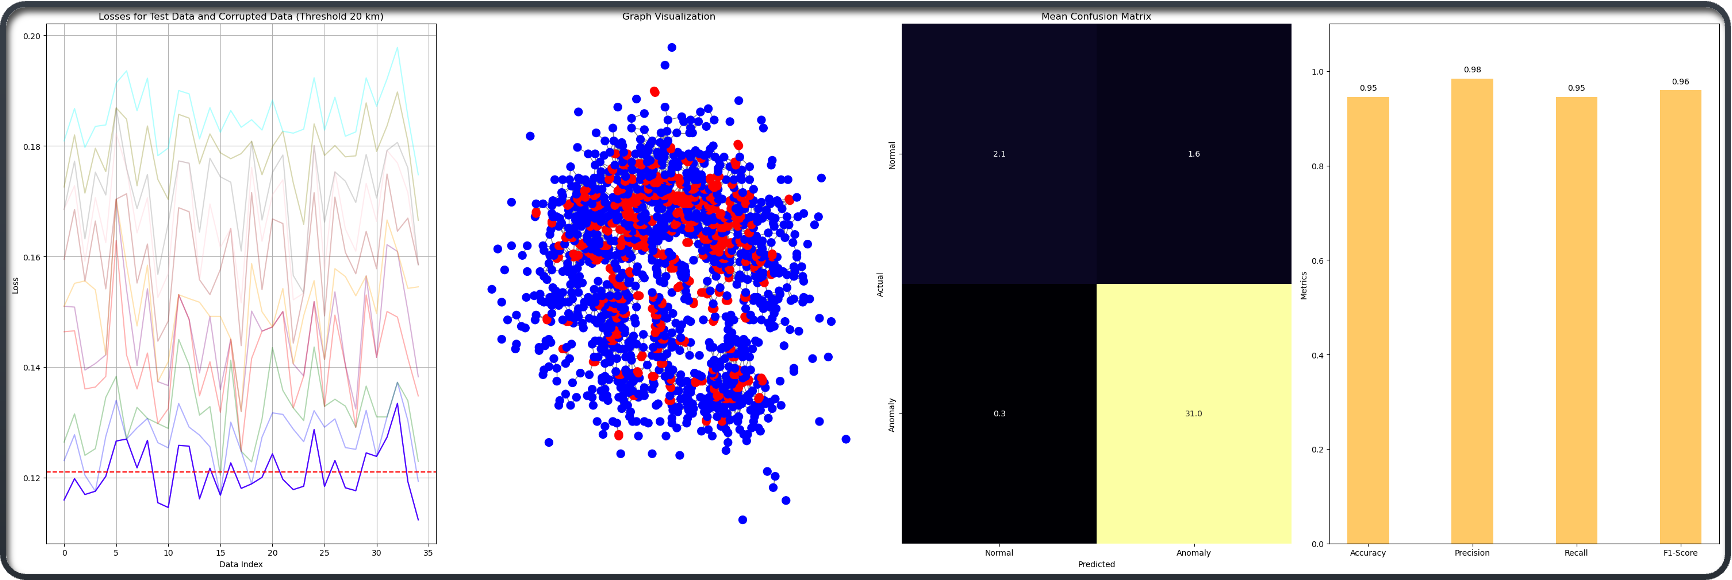 Losses for Test Data and Corrupted Data (Threshold 20 km)
Loss
0.20
0.18
0.16
0.14
0.12
0 5 10 15 20 25 30 35
Data Index
Graph Visualization
Mean Confusion Matrix
Actual
Normal
Anomaly
2.1 1.6
0.3 31.0
Normal Anomaly
Predicted
Metrics
1.0
0.8
0.6
0.4
0.2
0.0
0.95 0.98 0.95 0.96
Accuracy Precision Recall F1-Score